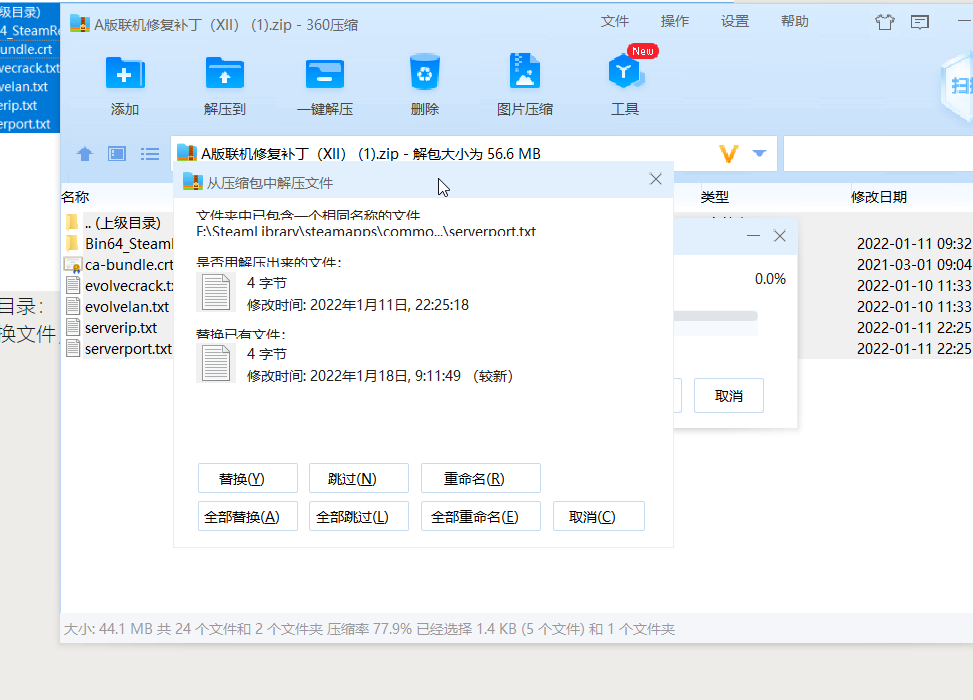 级目录)
64_SteamRe
undle.crt
vecrack.txt
velan.txt
erip.txt
erport.txt
目录：
换文件
A版联机修复补丁（XII） (1).zip - 360压缩
文件 操作 设置 帮助
添加 解压到 一键解压 删除 图片压缩 工具
New
扫
A版联机修复补丁（XII） (1).zip - 解包大小为 56.6 MB
名称 类型 修改日期
.. (上级目录)
Bin64_SteamR 2022-01-11 09:32
ca-bundle.crt 2021-03-01 09:04
evolvecrack.tx 2022-01-10 11:33
evolvelan.txt 2022-01-10 11:33
serverip.txt 2022-01-11 22:25
serverport.txt 2022-01-11 22:25
从压缩包中解压文件
文件夹中已包含一个相同名称的文件
F:\SteamLibrary\steamapps\commo...\serverport.txt
是否用解压出来的文件：
4 字节
修改时间: 2022年1月11日, 22:25:18
替换已有文件：
4 字节
修改时间: 2022年1月18日, 9:11:49 （较新）
替换(Y) 跳过(N) 重命名(R)
全部替换(A) 全部跳过(L) 全部重命名(E) 取消(C)
0.0%
取消
大小: 44.1 MB 共 24 个文件和 2 个文件夹 压缩率 77.9% 已经选择 1.4 KB (5 个文件) 和 1 个文件夹